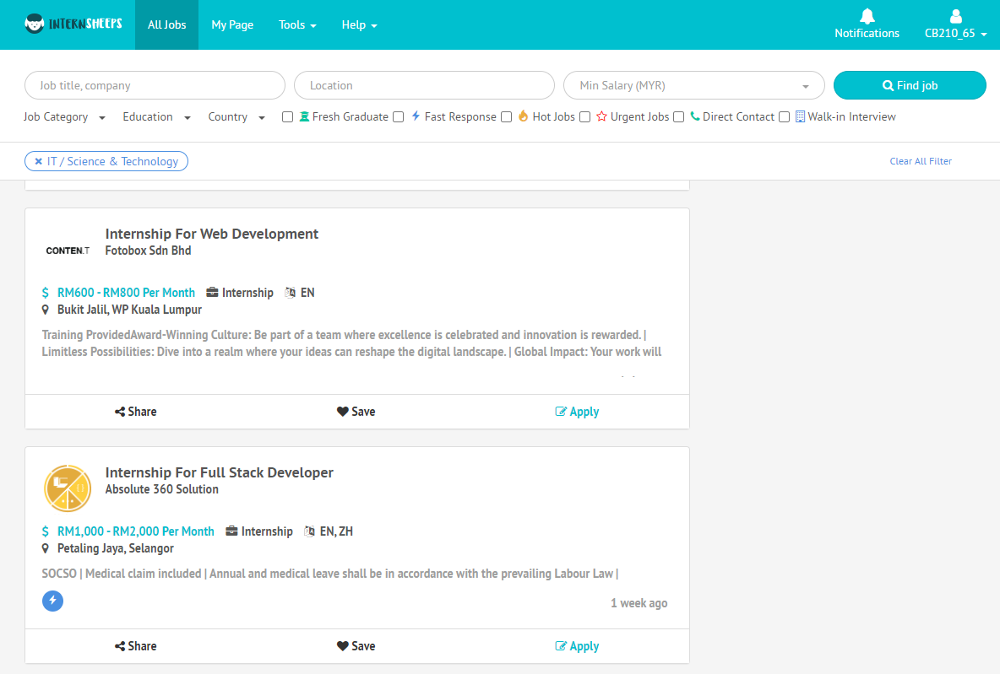 INTERNSHEEPS All Jobs My Page Tools Help Notifications CB210_65
Job title, company Location Min Salary (MYR) Find job
Job Category Education Country Fresh Graduate Fast Response Hot Jobs Urgent Jobs Direct Contact Walk-in Interview
IT / Science & Technology Clear All Filter
Internship For Web Development
CONTEN.T Fotobox Sdn Bhd
$ RM600 - RM800 Per Month Internship EN
Bukit Jalil, WP Kuala Lumpur
Training ProvidedAward-Winning Culture: Be part of a team where excellence is celebrated and innovation is rewarded. |
Limitless Possibilities: Dive into a realm where your ideas can reshape the digital landscape. | Global Impact: Your work will
Share Save Apply
Internship For Full Stack Developer
Absolute 360 Solution
$ RM1,000 - RM2,000 Per Month Internship EN, ZH
Petaling Jaya, Selangor
SOCSO | Medical claim included | Annual and medical leave shall be in accordance with the prevailing Labour Law |
1 week ago
Share Save Apply